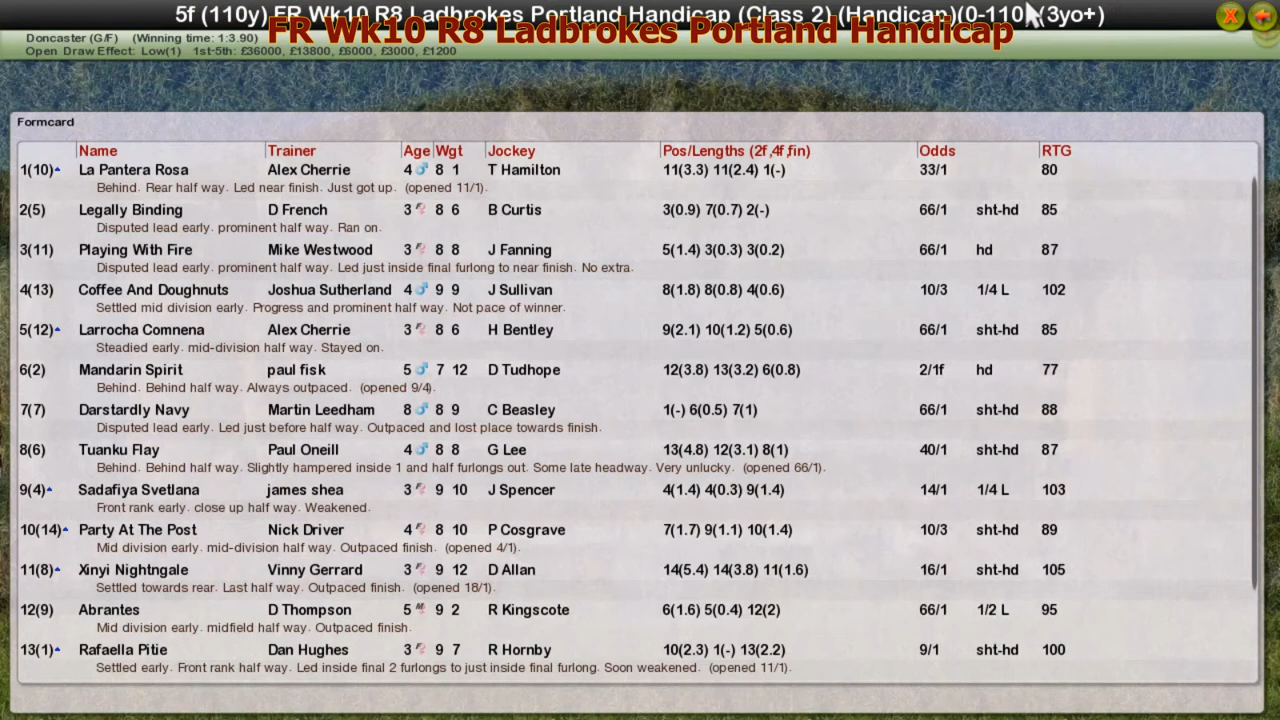 5f (110y) FR Wk10 R8 Ladbrokes Portland Handicap (Class 2) (Handicap)(0-110) (3yo+)
FR Wk10 R8 Ladbrokes Portland Handicap
Doncaster (G/F) (Winning time: 1:3.90)
Open Draw Effect: Low(1) 1st-5th: £36000, £13800, £6000, £3000, £1200
Formcard
Name Trainer Age Wgt Jockey Pos/Lengths (2f,4f,fin) Odds RTG
1(10) La Pantera Rosa Alex Cherrie 4 8 1 T Hamilton 11(3.3) 11(2.4) 1(-) 33/1 80
Behind. Rear half way. Led near finish. Just got up. (opened 11/1).
2(5) Legally Binding D French 3 8 6 B Curtis 3(0.9) 7(0.7) 2(-) 66/1 sht-hd 85
Disputed lead early. prominent half way. Ran on.
3(11) Playing With Fire Mike Westwood 3 8 8 J Fanning 5(1.4) 3(0.3) 3(0.2) 66/1 hd 87
Disputed lead early. prominent half way. Led just inside final furlong to near finish. No extra.
4(13) Coffee And Doughnuts Joshua Sutherland 4 9 9 J Sullivan 8(1.8) 8(0.8) 4(0.6) 10/3 1/4 L 102
Settled mid division early. Progress and prominent half way. Not pace of winner.
5(12) Larrocha Comnena Alex Cherrie 3 8 6 H Bentley 9(2.1) 10(1.2) 5(0.6) 66/1 sht-hd 85
Steadied early. mid-division half way. Stayed on.
6(2) Mandarin Spirit paul fisk 5 7 12 D Tudhope 12(3.8) 13(3.2) 6(0.8) 2/1f hd 77
Behind. Behind half way. Always outpaced. (opened 9/4).
7(7) Darstardly Navy Martin Leedham 8 8 9 C Beasley 1(-) 6(0.5) 7(1) 66/1 sht-hd 88
Disputed lead early. Led just before half way. Outpaced and lost place towards finish.
8(6) Tuanku Flay Paul Oneill 4 8 8 G Lee 13(4.8) 12(3.1) 8(1) 40/1 sht-hd 87
Behind. Behind half way. Slightly hampered inside 1 and half furlongs out. Some late headway. Very unlucky. (opened 66/1).
9(4) Sadafiya Svetlana james shea 3 9 10 J Spencer 4(1.4) 4(0.3) 9(1.4) 14/1 1/4 L 103
Front rank early. close up half way. Weakened.
10(14) Party At The Post Nick Driver 4 8 10 P Cosgrave 7(1.7) 9(1.1) 10(1.4) 10/3 sht-hd 89
Mid division early. mid-division half way. Outpaced finish. (opened 4/1).
11(8) Xinyi Nightngale Vinny Gerrard 3 9 12 D Allan 14(5.4) 14(3.8) 11(1.6) 16/1 sht-hd 105
Settled towards rear. Last half way. Outpaced finish. (opened 18/1).
12(9) Abrantes D Thompson 5 9 2 R Kingscote 6(1.6) 5(0.4) 12(2) 66/1 1/2 L 95
Mid division early. midfield half way. Outpaced finish.
13(1) Rafaella Pitie Dan Hughes 3 9 7 R Hornby 10(2.3) 1(-) 13(2.2) 9/1 sht-hd 100
Settled early. Front rank half way. Led inside final 2 furlongs to just inside final furlong. Soon weakened. (opened 11/1).